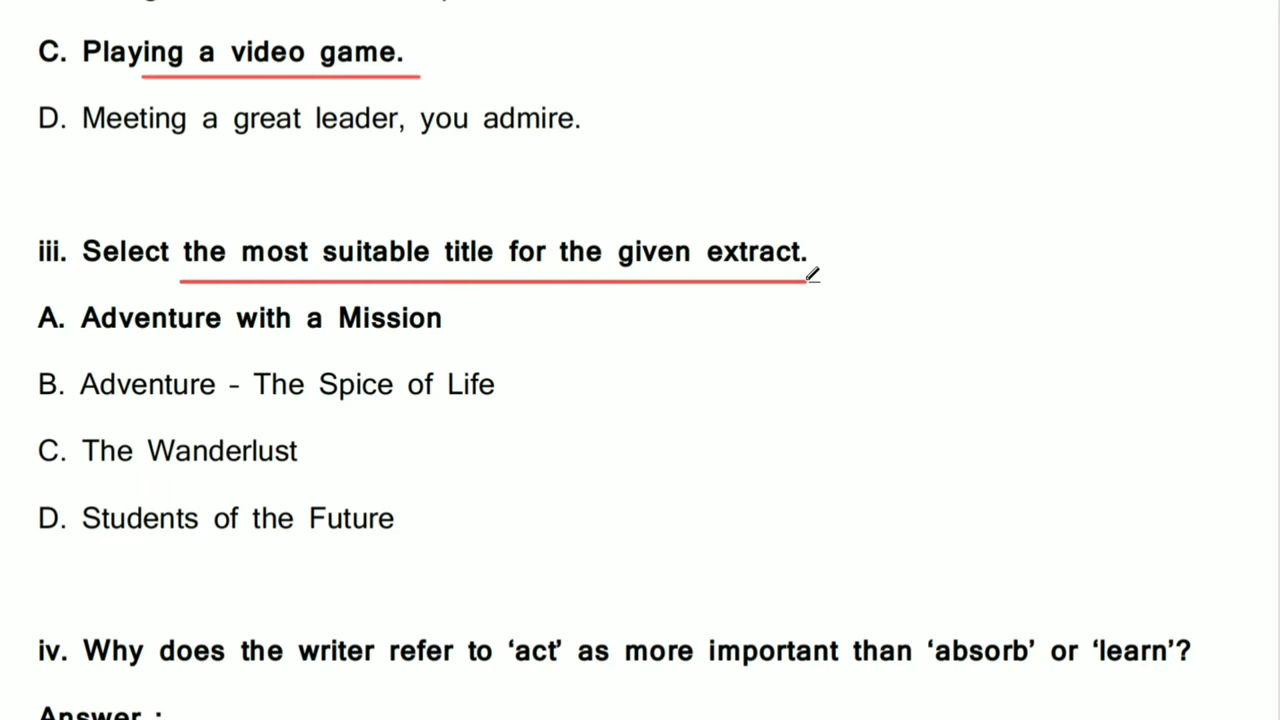 C. Playing a video game.
D. Meeting a great leader, you admire.
iii. Select the most suitable title for the given extract.
A. Adventure with a Mission
B. Adventure - The Spice of Life
C. The Wanderlust
D. Students of the Future
iv. Why does the writer refer to ‘act’ as more important than ‘absorb’ or ‘learn’?
Answer :